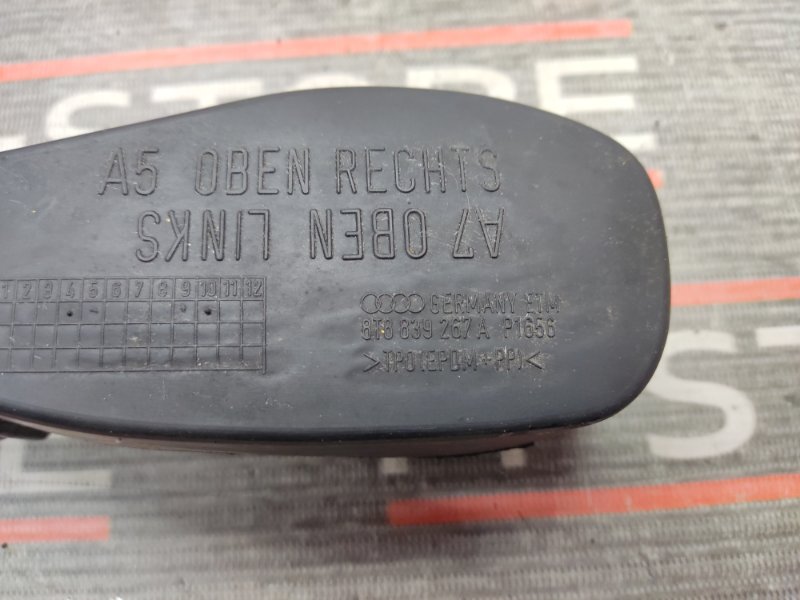 A5 OBEN RECHTS
A7 OBEN LINKS
1 2 3 4 5 6 7 8 9 10 11 12
GERMANY
8T8 839 267 A P1656
>TPO(EPDM+PP)<